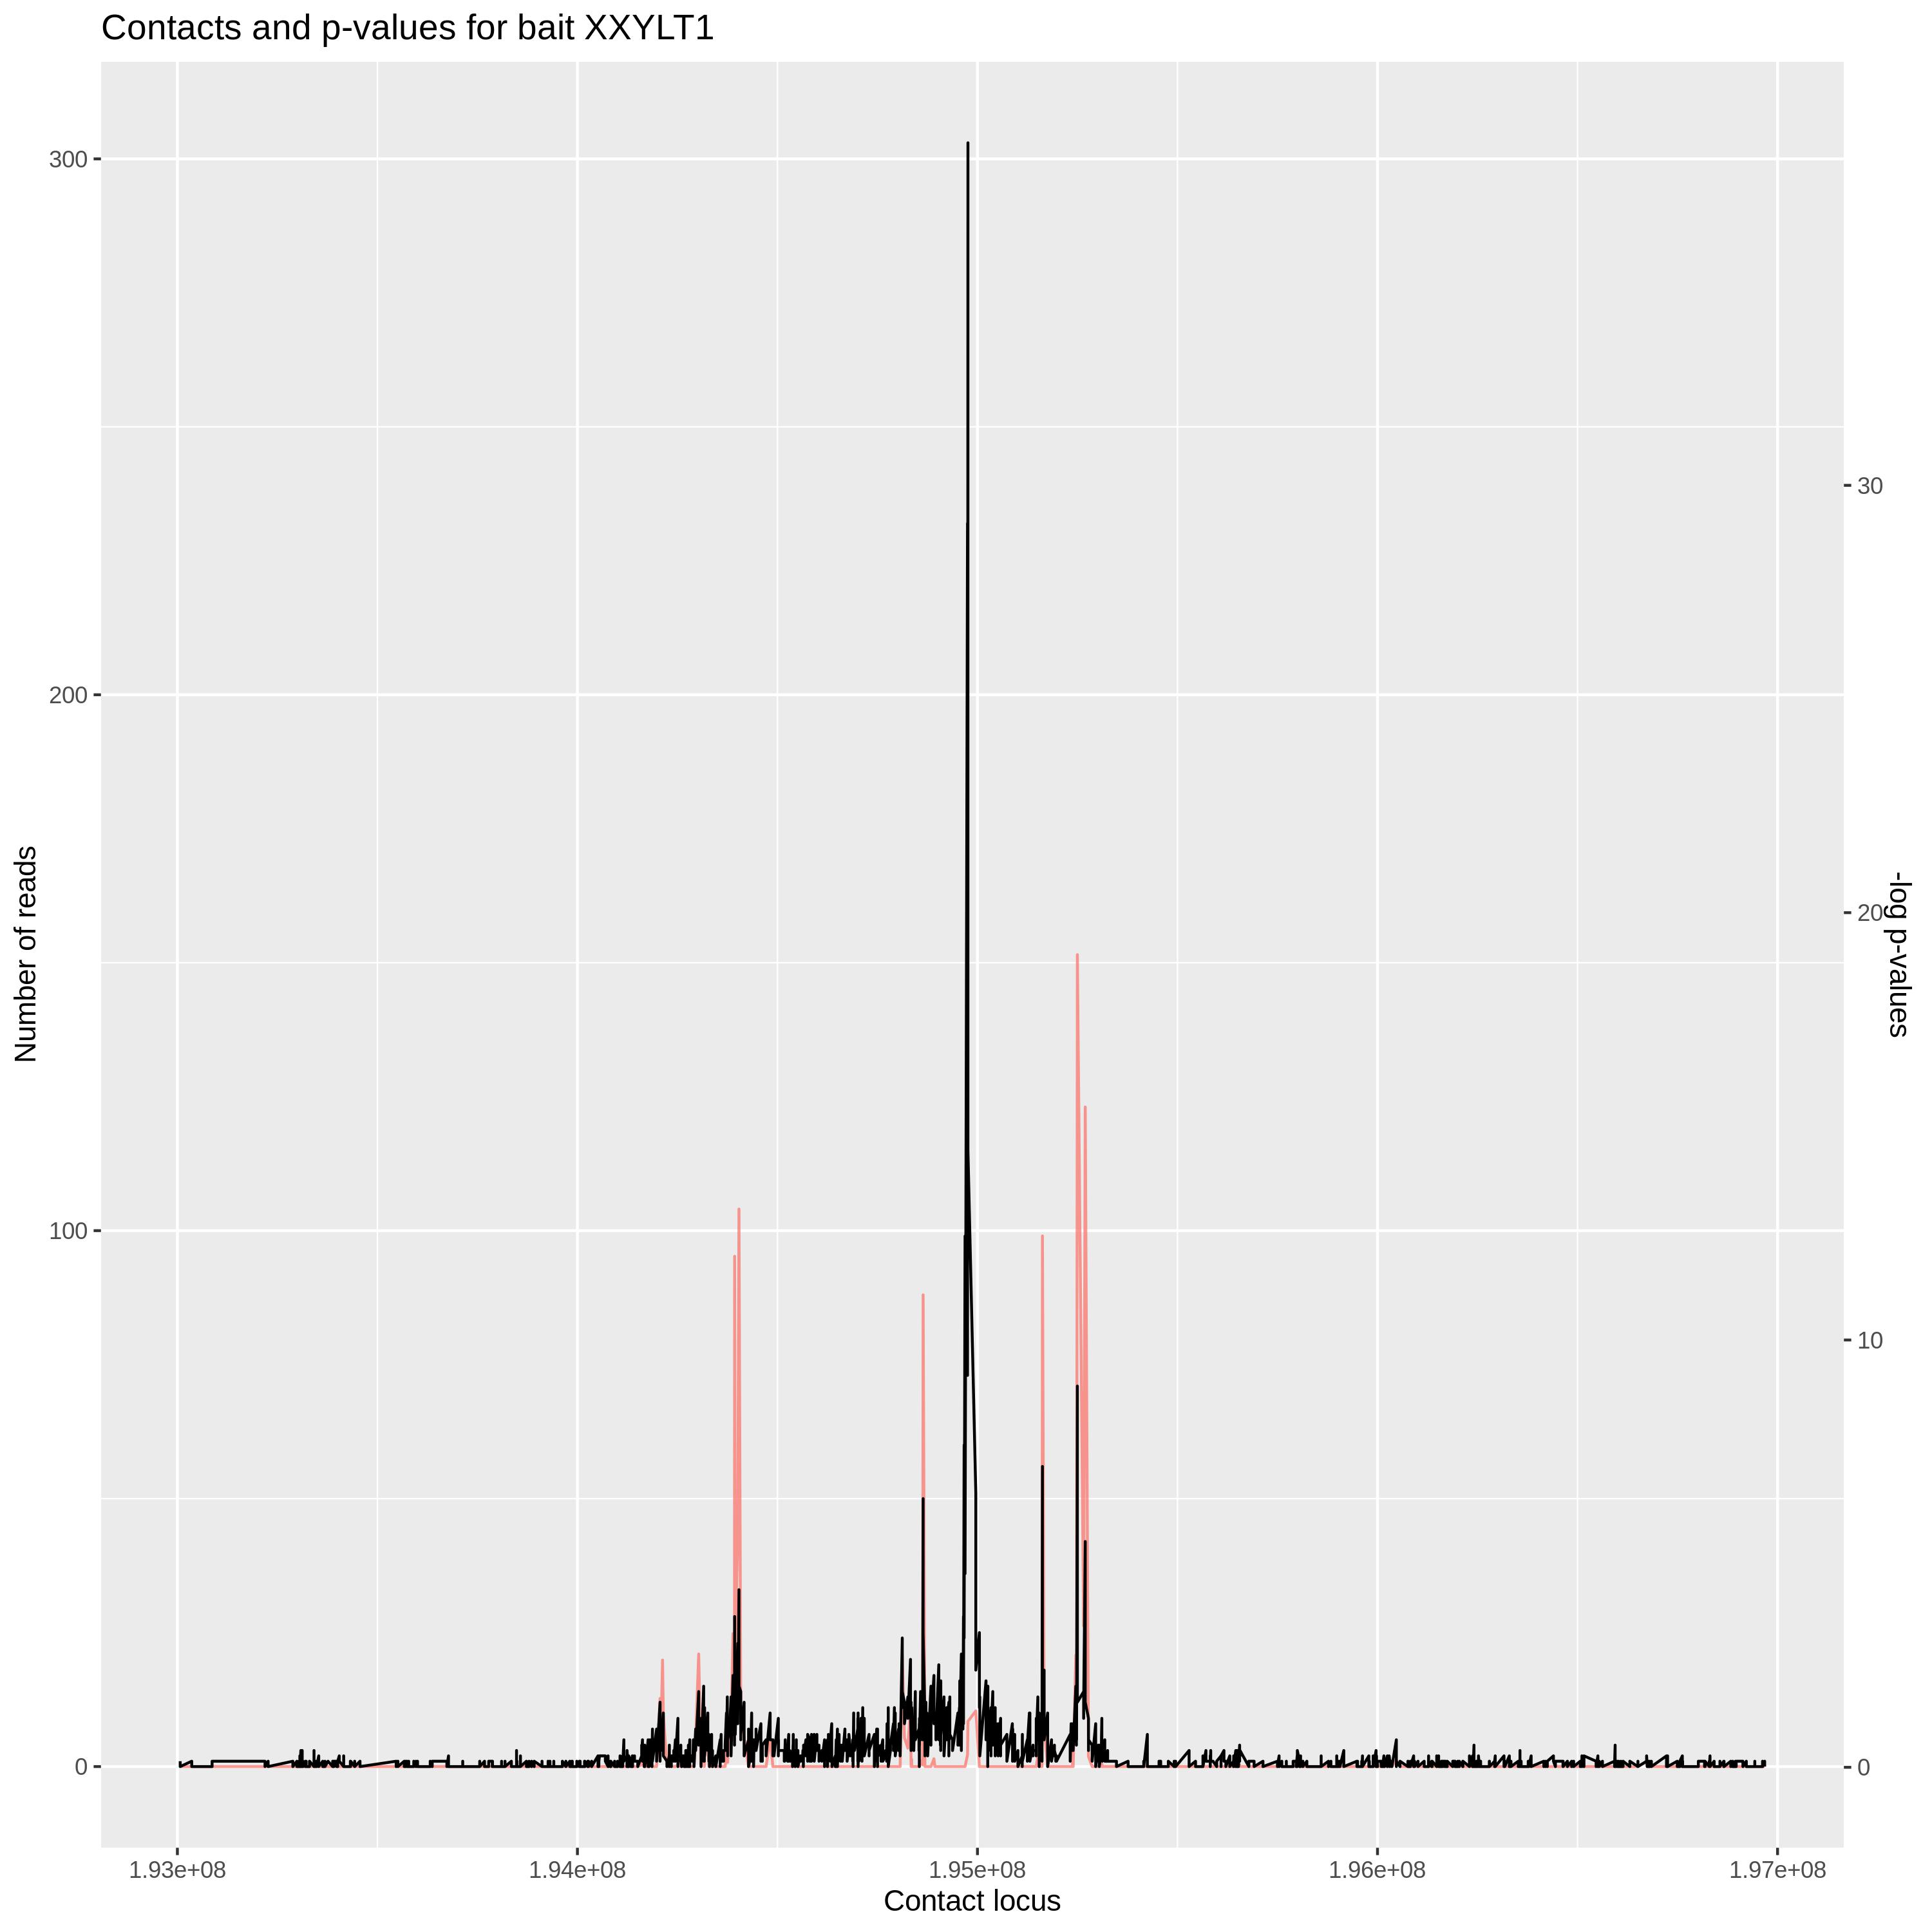 Contacts and p-values for bait XXYLT1
300
200
100
0
Number of reads
30
20
10
0
-log p-values
1.93e+08
1.94e+08
1.95e+08
1.96e+08
1.97e+08
Contact locus